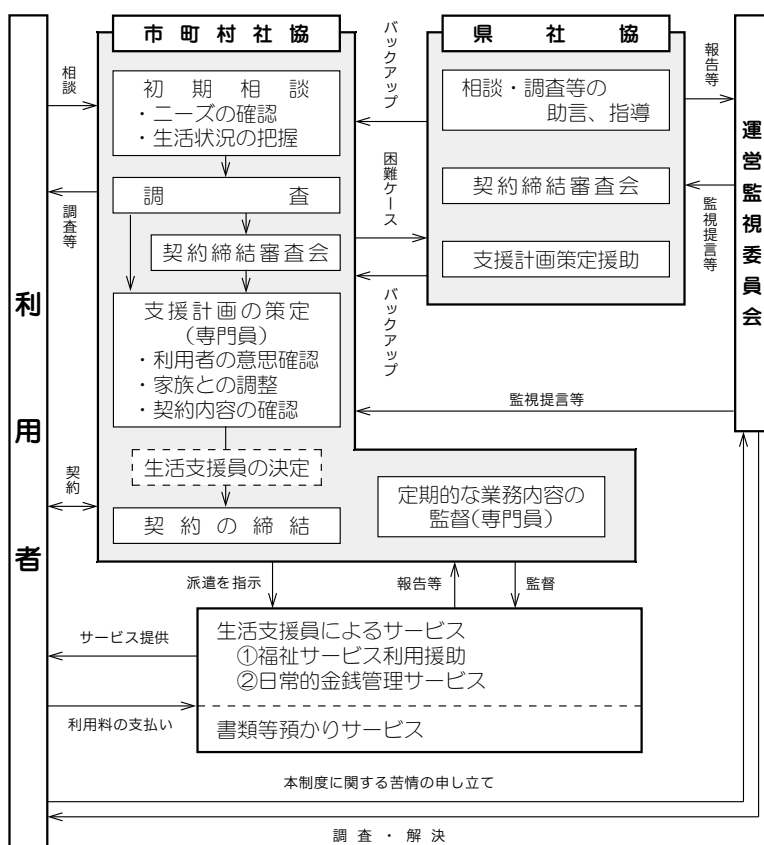 利用者
相談
調査等
契約
市町村社協
初期相談
・ニーズの確認
・生活状況の把握
調査
契約締結審査会
支援計画の策定
（専門員）
・利用者の意思確認
・家族との調整
・契約内容の確認
生活支援員の決定
契約の締結
定期的な業務内容の
監督（専門員）
バックアップ
困難ケース
バックアップ
県社協
相談・調査等の
助言、指導
契約締結審査会
支援計画策定援助
報告等
監視提言等
運営監視委員会
監視提言等
派遣を指示
報告等
監督
サービス提供
利用料の支払い
生活支援員によるサービス
①福祉サービス利用援助
②日常的金銭管理サービス
書類等預かりサービス
本制度に関する苦情の申し立て
調査・解決